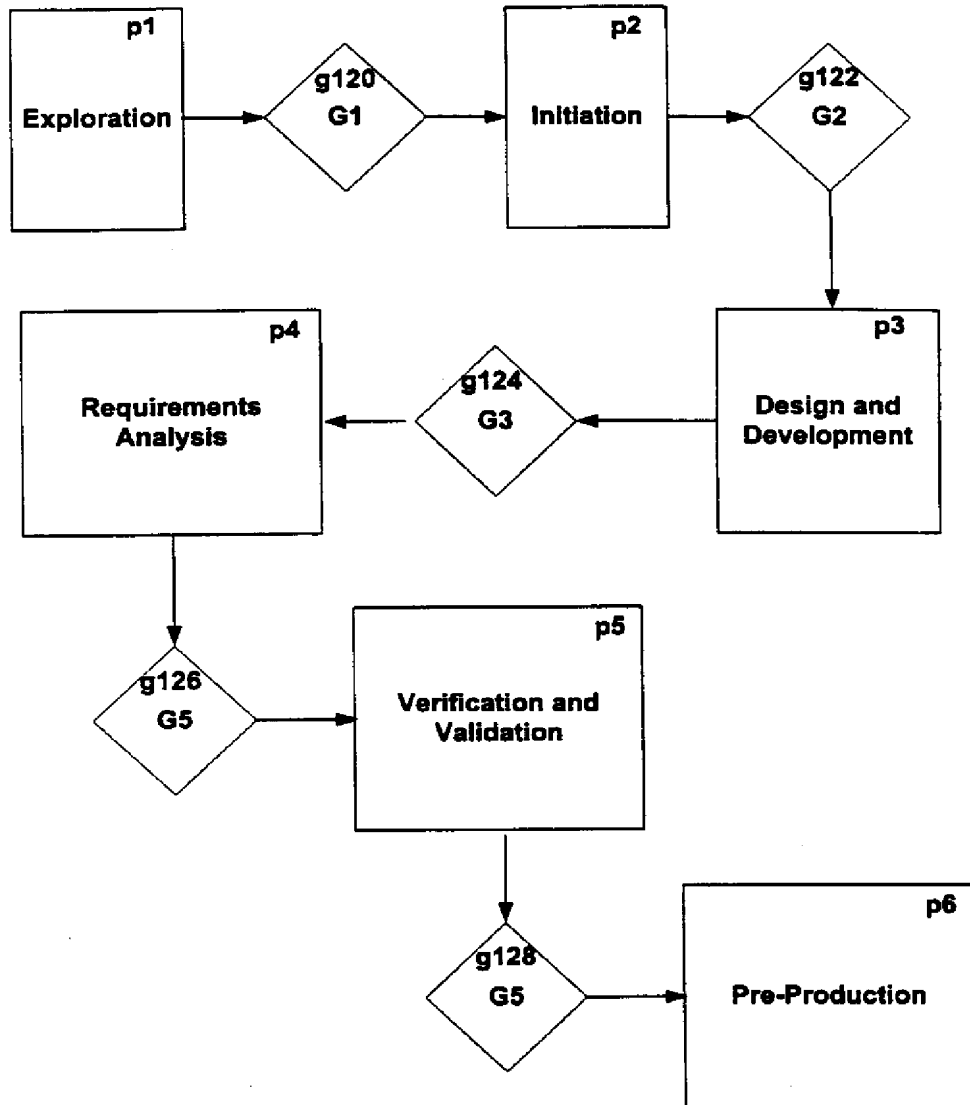 p1
Exploration
g120
G1
p2
Initiation
g122
G2
p3
Design and
Development
g124
G3
p4
Requirements
Analysis
g126
G5
p5
Verification and
Validation
g128
G5
p6
Pre-Production